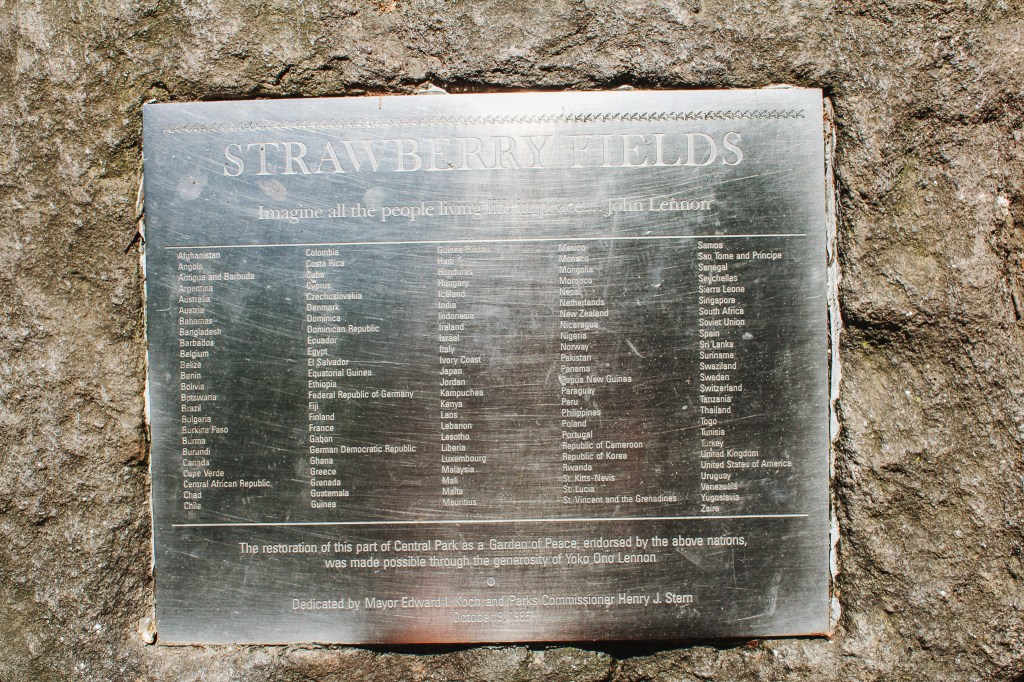 STRAWBERRY FIELDS
Imagine all the people living life in peace... John Lennon
Afghanistan
Angola
Antigua and Barbuda
Argentina
Australia
Austria
Bahamas
Bangladesh
Barbados
Belgium
Belize
Benin
Bolivia
Botswana
Brazil
Bulgaria
Burkina Faso
Burma
Burundi
Canada
Cape Verde
Central African Republic
Chad
Chile
Colombia
Costa Rica
Cuba
Cyprus
Czechoslovakia
Denmark
Dominica
Dominican Republic
Ecuador
Egypt
El Salvador
Equatorial Guinea
Ethiopia
Federal Republic of Germany
Fiji
Finland
France
Gabon
German Democratic Republic
Ghana
Greece
Grenada
Guatemala
Guinea
Guinea Bissau
Haiti
Honduras
Hungary
Iceland
India
Indonesia
Ireland
Israel
Italy
Ivory Coast
Japan
Jordan
Kampuchea
Kenya
Laos
Lebanon
Lesotho
Liberia
Luxembourg
Malaysia
Mali
Malta
Mauritius
Mexico
Monaco
Mongolia
Morocco
Nepal
Netherlands
New Zealand
Nicaragua
Nigeria
Norway
Pakistan
Panama
Papua New Guinea
Paraguay
Peru
Philippines
Poland
Portugal
Republic of Cameroon
Republic of Korea
Rwanda
St. Kitts-Nevis
St. Lucia
St. Vincent and the Grenadines
Samoa
Sao Tome and Principe
Senegal
Seychelles
Sierra Leone
Singapore
South Africa
Soviet Union
Spain
Sri Lanka
Suriname
Swaziland
Sweden
Switzerland
Tanzania
Thailand
Togo
Tunisia
Turkey
United Kingdom
United States of America
Uruguay
Venezuela
Yugoslavia
Zaire
The restoration of this part of Central Park as a Garden of Peace, endorsed by the above nations,
was made possible through the generosity of Yoko Ono Lennon
Dedicated by Mayor Edward I. Koch and Parks Commissioner Henry J. Stern
October 9, 1985